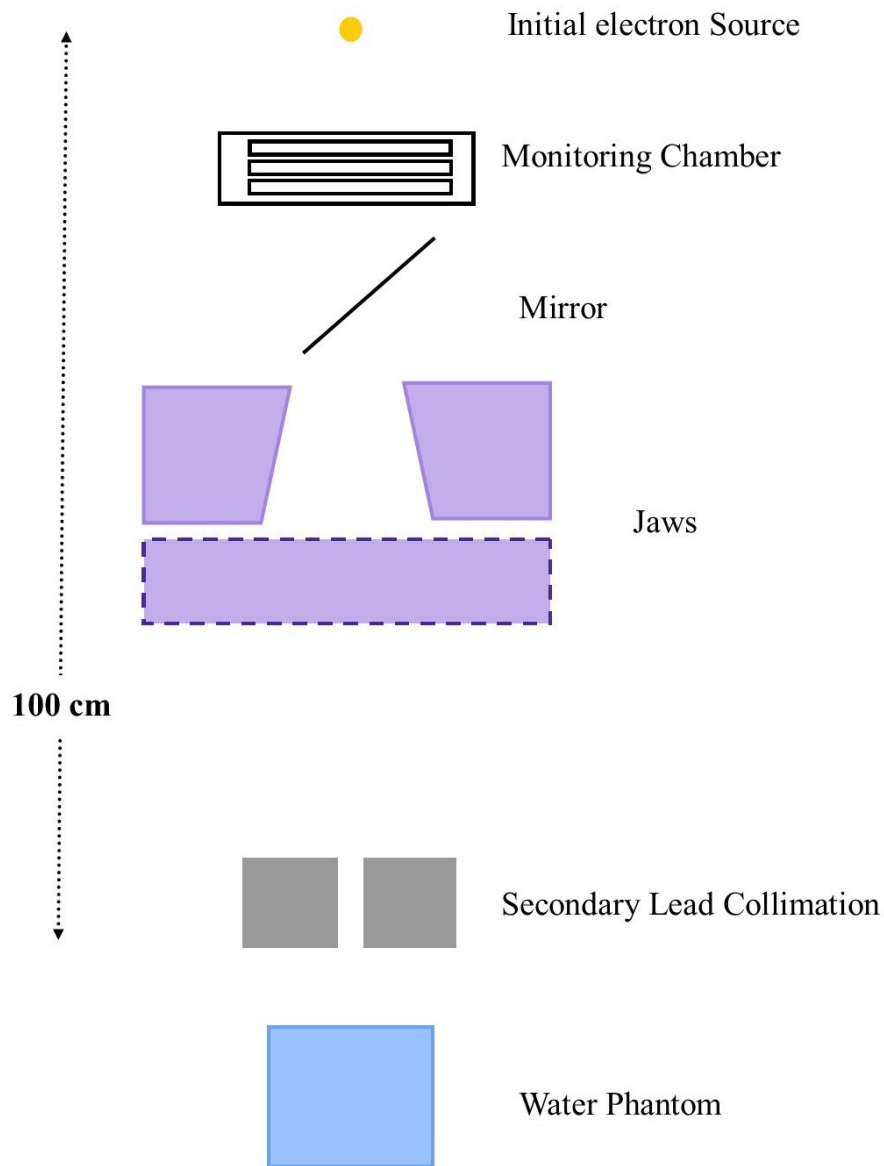 Initial electron Source
Monitoring Chamber
Mirror
Jaws
100 cm
Secondary Lead Collimation
Water Phantom